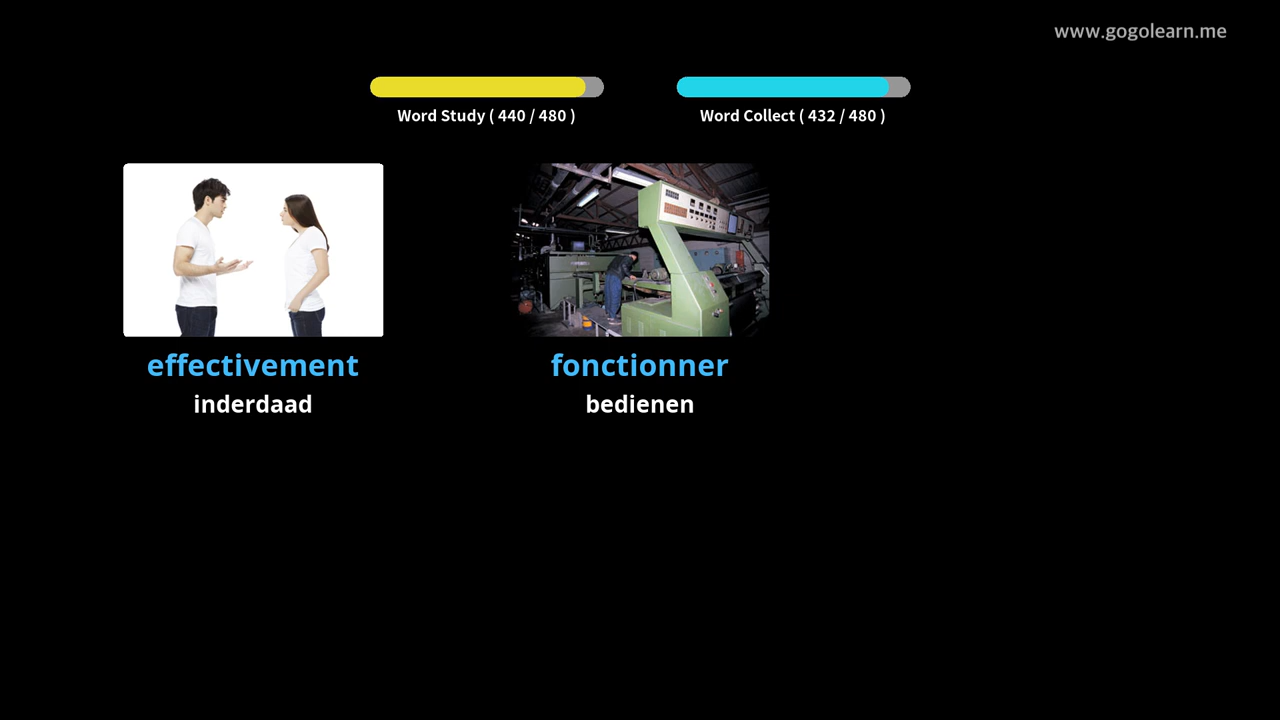 www.gogolearn.me
Word Study ( 440 / 480 )
Word Collect ( 432 / 480 )
effectivement
inderdaad
fonctionner
bedienen